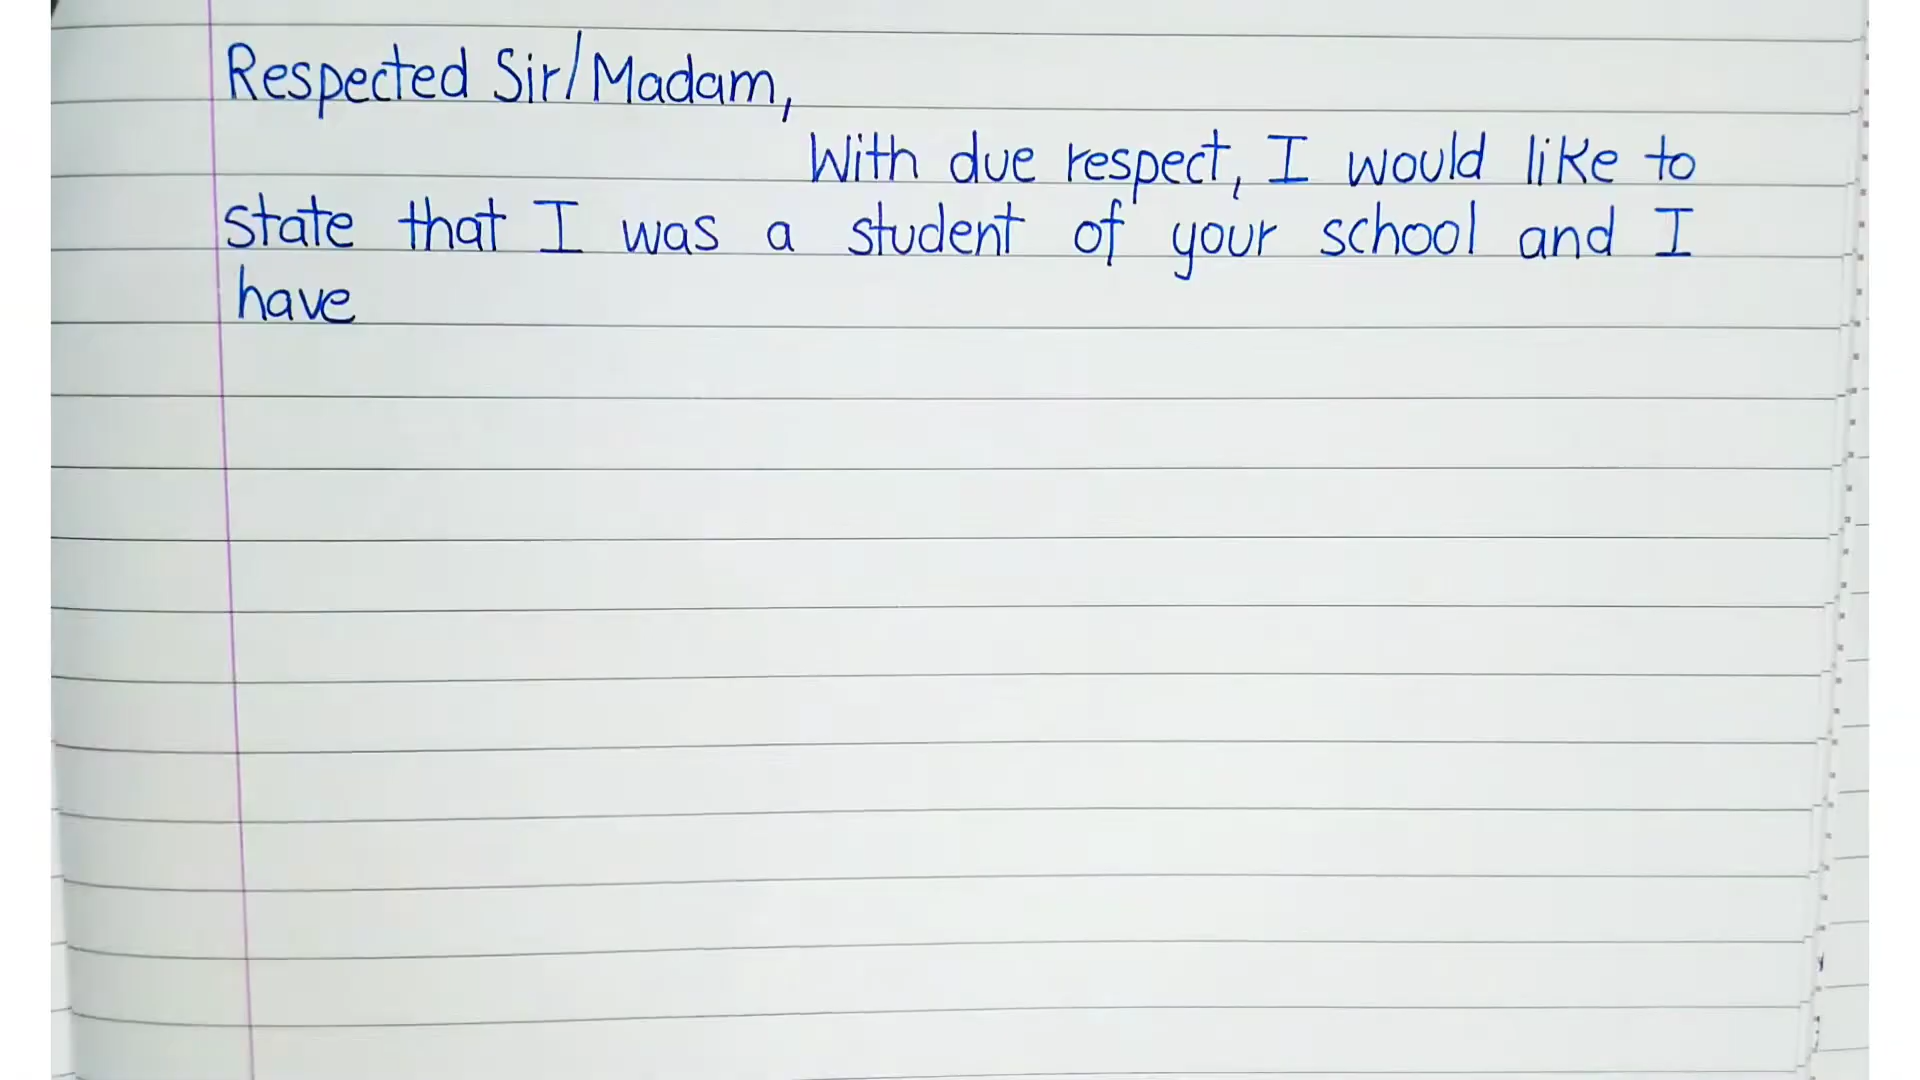 Respected Sir/Madam,
With due respect, I would like to
state that I was a student of your school and I
have